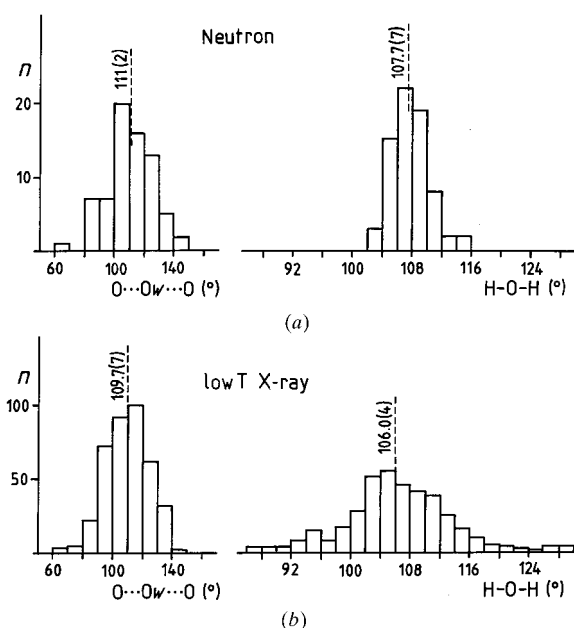 Neutron
n
111(2)
107.7(7)
20
10
60 100 140
O···Ow···O (°)
92 100 108 116 124
H-O-H (°)
(a)
low T X-ray
n
109.7(7)
106.0(4)
100
50
60 100 140
O···Ow···O (°)
92 100 108 116 124
H-O-H (°)
(b)